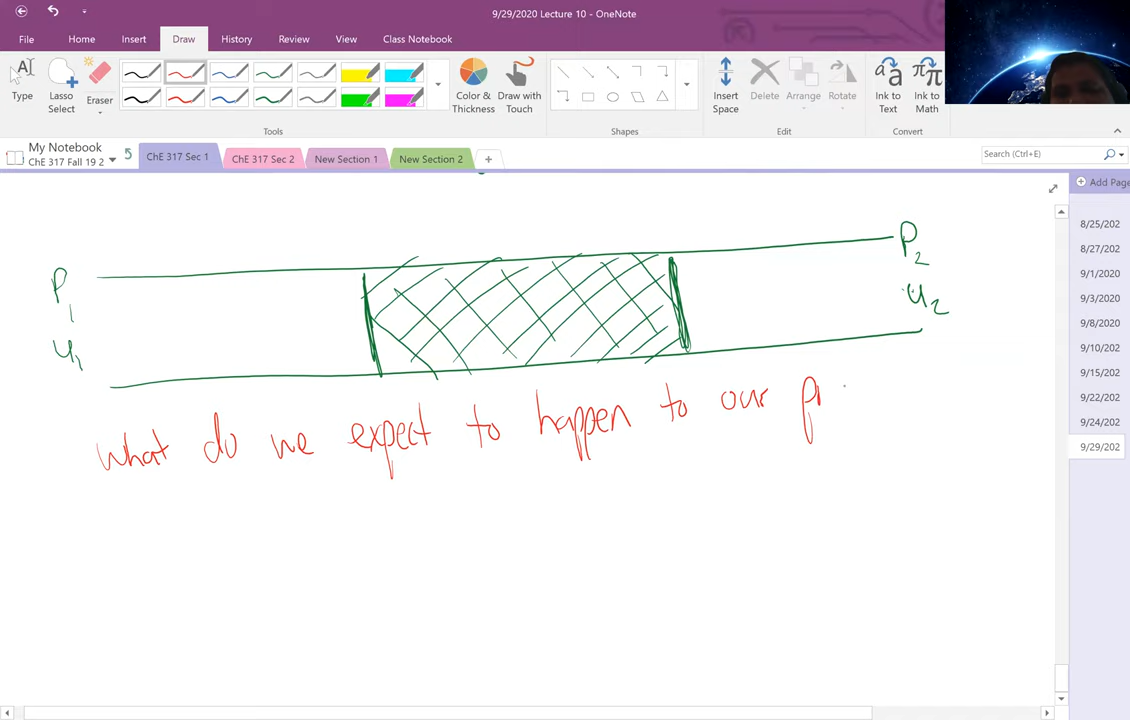 9/29/2020 Lecture 10 - OneNote
File Home Insert Draw History Review View Class Notebook
Type Lasso Select Eraser Color & Thickness Draw with Touch Insert Space Delete Arrange Rotate Ink to Text Ink to Math
Tools Shapes Edit Convert
My Notebook
ChE 317 Fall 19 2
ChE 317 Sec 1 ChE 317 Sec 2 New Section 1 New Section 2 +
Search (Ctrl+E)
Add Page
8/25/202
8/27/202
9/1/2020
9/3/2020
9/8/2020
9/10/202
9/15/202
9/22/202
9/24/202
9/29/202
P1
u1
P2
u2
what do we expect to happen to our pr